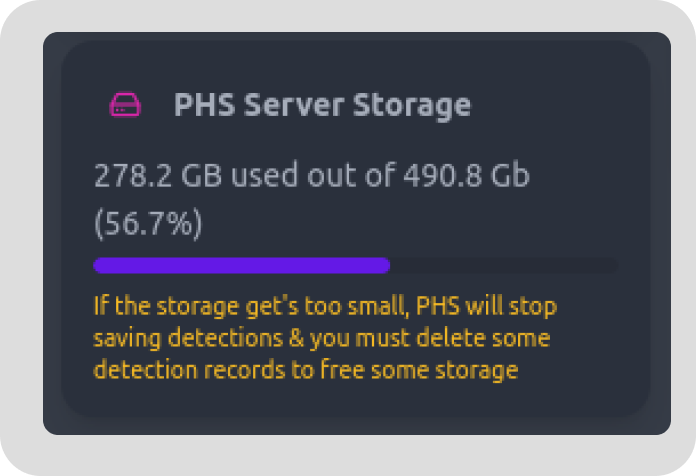 PHS Server Storage
278.2 GB used out of 490.8 Gb
(56.7%)
If the storage get's too small, PHS will stop
saving detections & you must delete some
detection records to free some storage